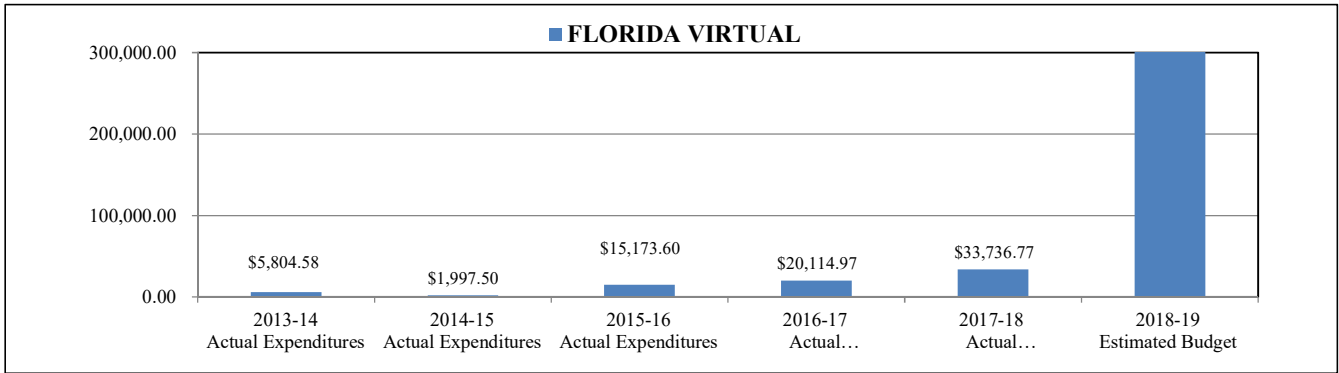 FLORIDA VIRTUAL
300,000.00
200,000.00
100,000.00
0.00
$5,804.58
$1,997.50
$15,173.60
$20,114.97
$33,736.77
2013-14
Actual Expenditures
2014-15
Actual Expenditures
2015-16
Actual Expenditures
2016-17
Actual…
2017-18
Actual…
2018-19
Estimated Budget